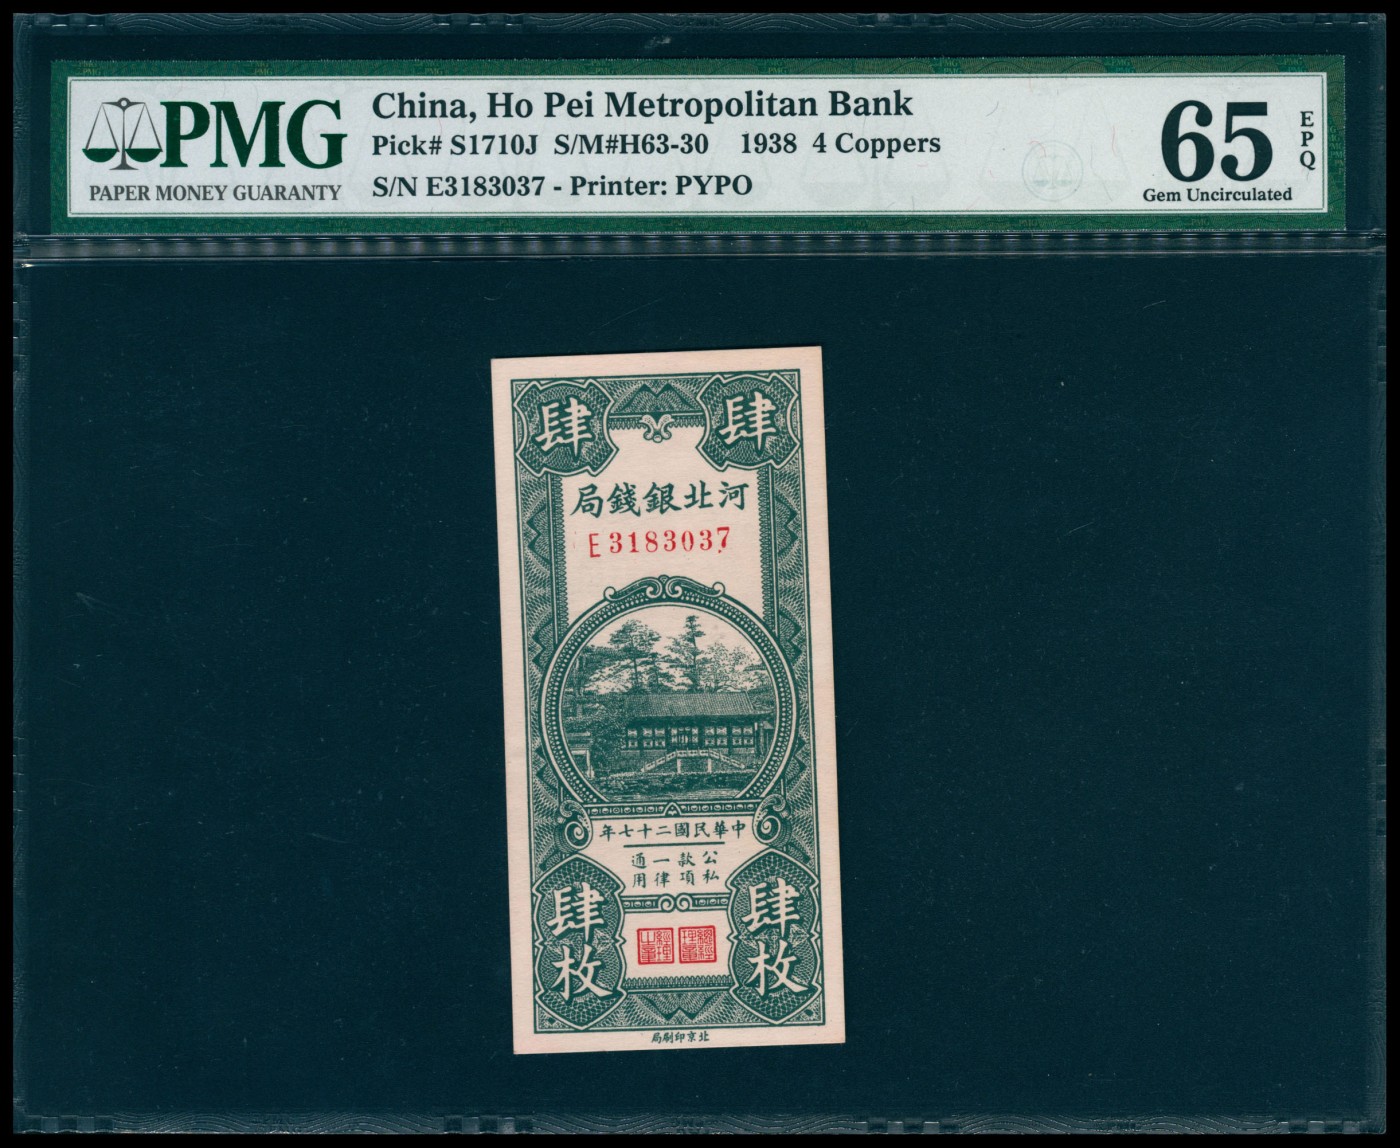 PMG
PAPER MONEY GUARANTY
China, Ho Pei Metropolitan Bank
Pick# S1710J S/M#H63-30 1938 4 Coppers
S/N E3183037 - Printer: PYPO
65
EPQ
Gem Uncirculated
肆 肆
局錢銀北河
E3183037
年七十二國民華中
公私
款項
一律
通用
肆枚 肆枚
局刷印京北